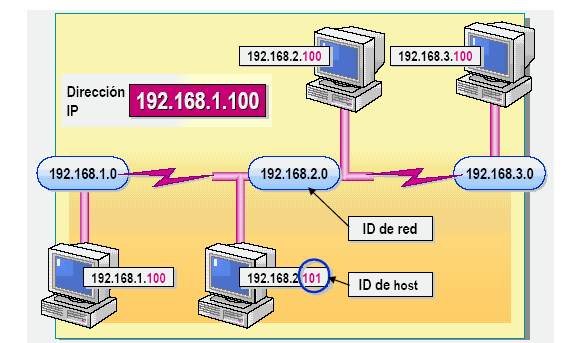 192.168.2.100
192.168.3.100
Dirección
IP
192.168.1.100
192.168.1.0
192.168.2.0
192.168.3.0
ID de red
192.168.1.100
192.168.2.101
ID de host